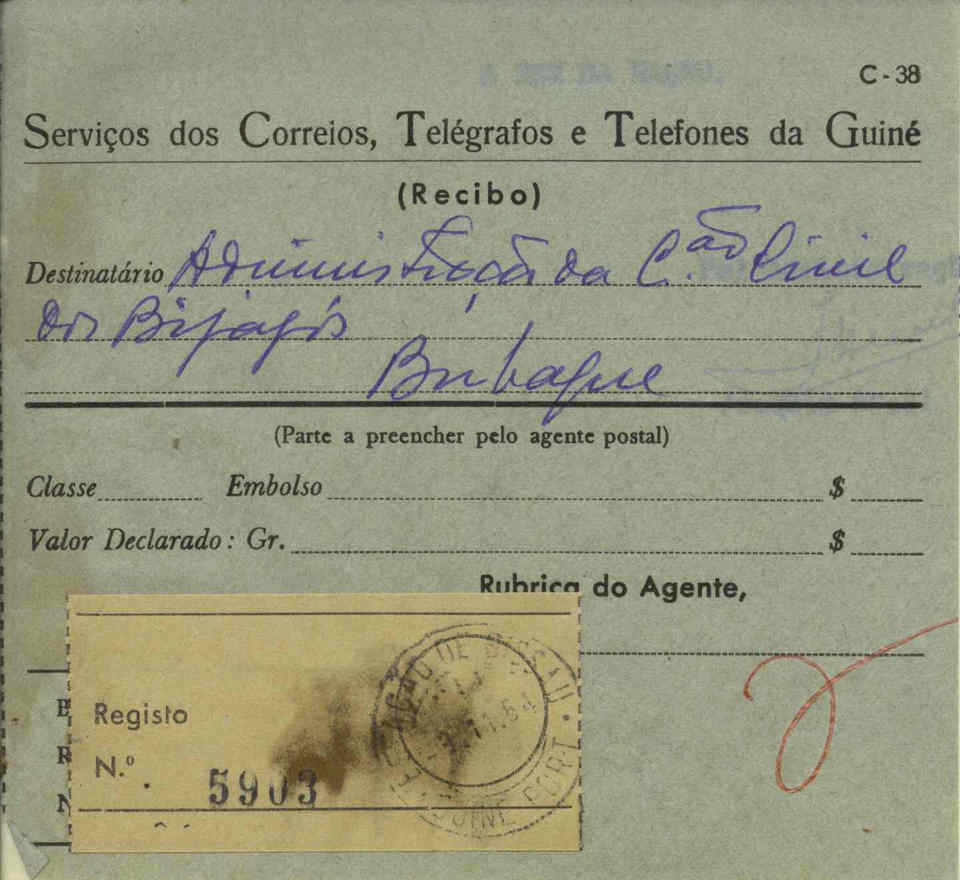 C-38
Serviços dos Correios, Telégrafos e Telefones da Guiné
(Recibo)
Destinatário Administração da C.ão Civil
dos Bijagós
Bubaque
(Parte a preencher pelo agente postal)
Classe Embolso $
Valor Declarado: Gr. $
Rubrica do Agente,
Registo
N.º 5903